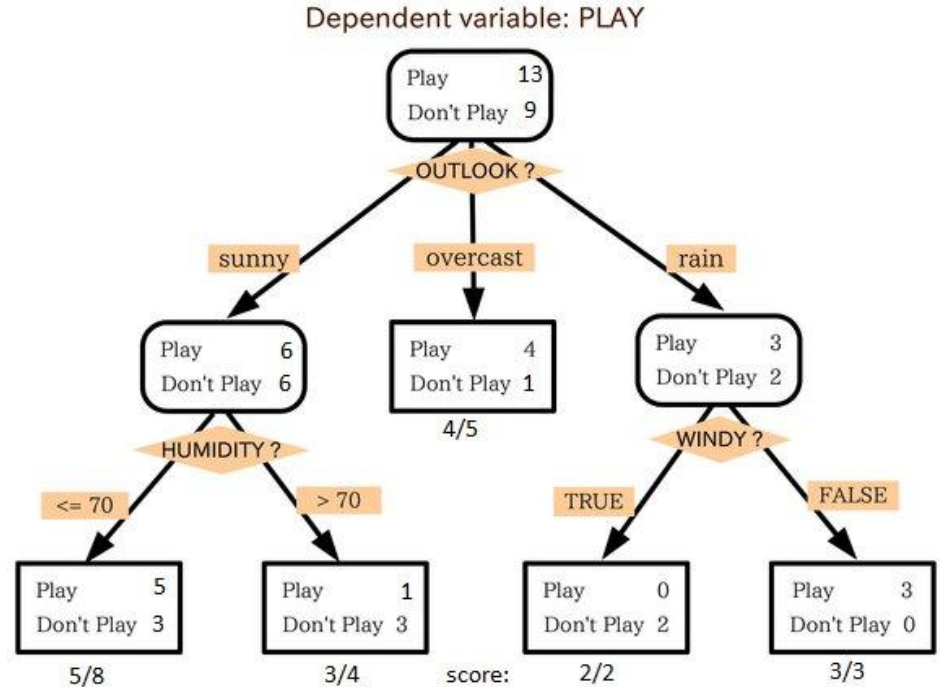 Dependent variable: PLAY
Play 13
Don't Play 9
OUTLOOK ?
sunny
overcast
rain
Play 6
Don't Play 6
Play 4
Don't Play 1
4/5
Play 3
Don't Play 2
HUMIDITY ?
WINDY ?
<= 70
> 70
TRUE
FALSE
Play 5
Don't Play 3
5/8
Play 1
Don't Play 3
3/4
score:
Play 0
Don't Play 2
2/2
Play 3
Don't Play 0
3/3